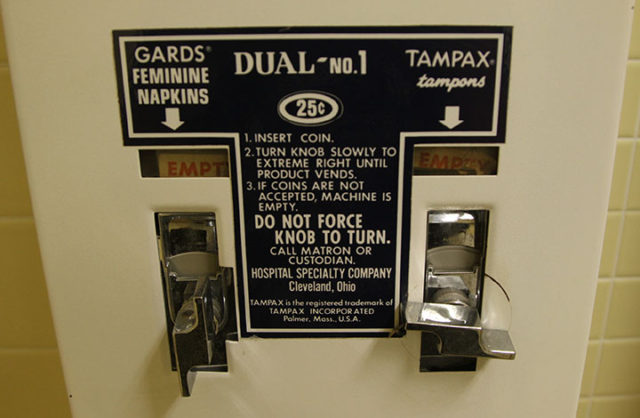 GARDS®
FEMININE
NAPKINS
DUAL-NO.1
TAMPAX®
tampons
25¢
1. INSERT COIN.
2. TURN KNOB SLOWLY TO
EXTREME RIGHT UNTIL
PRODUCT VENDS.
3. IF COINS ARE NOT
ACCEPTED, MACHINE IS
EMPTY.
EMPT
EMPTY
DO NOT FORCE
KNOB TO TURN.
CALL MATRON OR
CUSTODIAN.
HOSPITAL SPECIALTY COMPANY
Cleveland, Ohio
TAMPAX is the registered trademark of
TAMPAX INCORPORATED
Palmer, Mass., U.S.A.